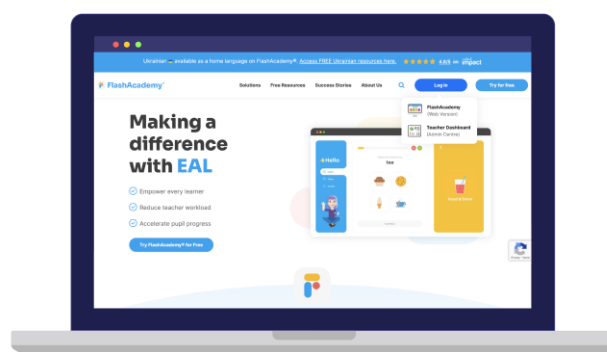 Ukrainian available as a home language on FlashAcademy®. Access FREE Ukrainian resources here. 4.8/5 on impact
FlashAcademy®
Solutions Free Resources Success Stories About Us Log in Try for free
FlashAcademy
(Web Version)
Teacher Dashboard
(Admin Centre)
Making a
difference
with EAL
Empower every learner
Reduce teacher workload
Accelerate pupil progress
Try FlashAcademy® for Free
Hello
tea